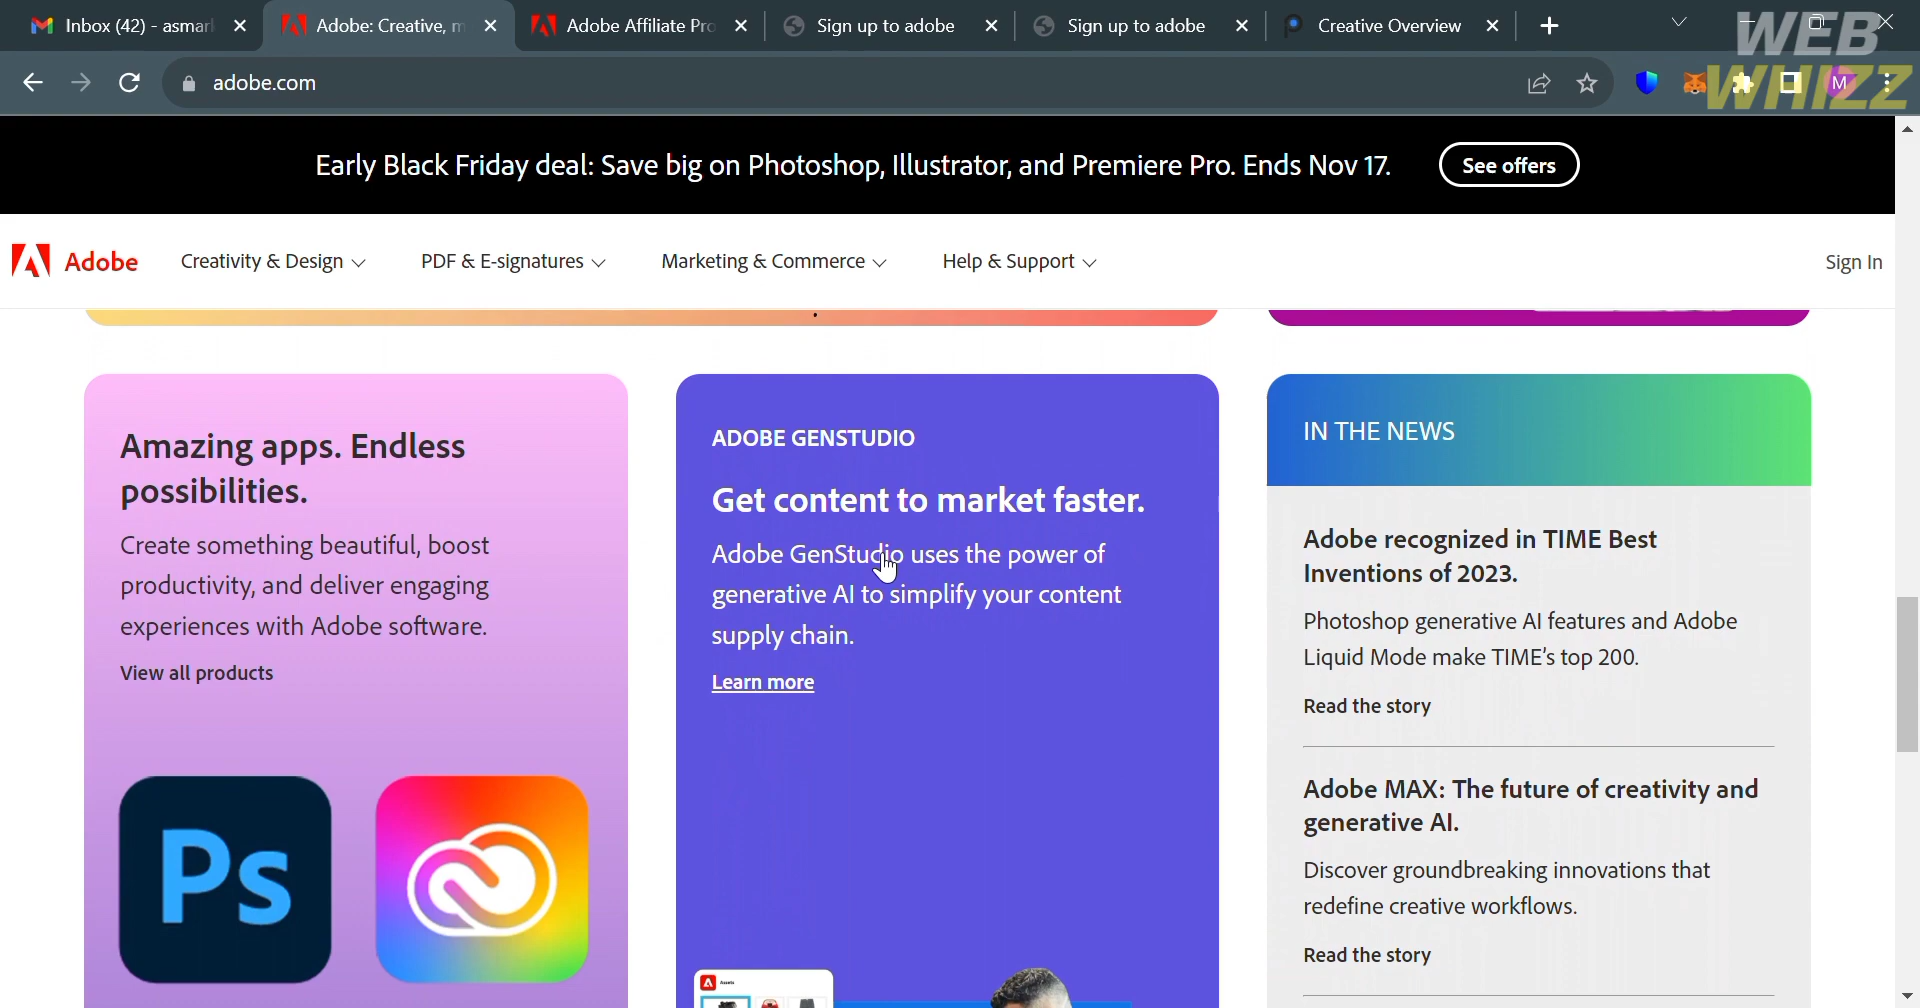 Inbox (42) - asmar
Adobe: Creative, m
Adobe Affiliate Pro
Sign up to adobe
Sign up to adobe
Creative Overview
WEB
WHIZZ
adobe.com
M
Early Black Friday deal: Save big on Photoshop, Illustrator, and Premiere Pro. Ends Nov 17.
See offers
Adobe
Creativity & Design
PDF & E-signatures
Marketing & Commerce
Help & Support
Sign In
Amazing apps. Endless
possibilities.
Create something beautiful, boost
productivity, and deliver engaging
experiences with Adobe software.
View all products
Ps
ADOBE GENSTUDIO
Get content to market faster.
Adobe GenStudio uses the power of
generative AI to simplify your content
supply chain.
Learn more
Assets
IN THE NEWS
Adobe recognized in TIME Best
Inventions of 2023.
Photoshop generative AI features and Adobe
Liquid Mode make TIME’s top 200.
Read the story
Adobe MAX: The future of creativity and
generative AI.
Discover groundbreaking innovations that
redefine creative workflows.
Read the story